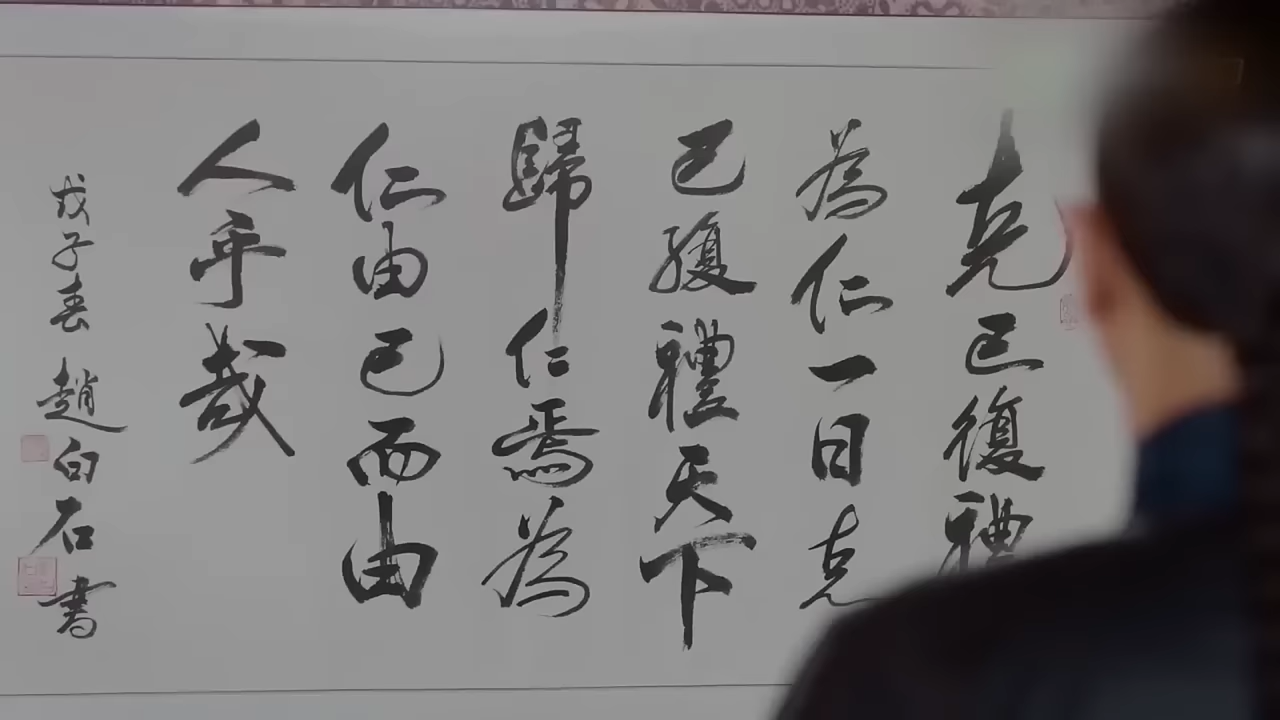 克己復禮
為仁一日克
己復禮天下
歸仁焉為
仁由己而由
人乎哉
戊子春 趙白石書